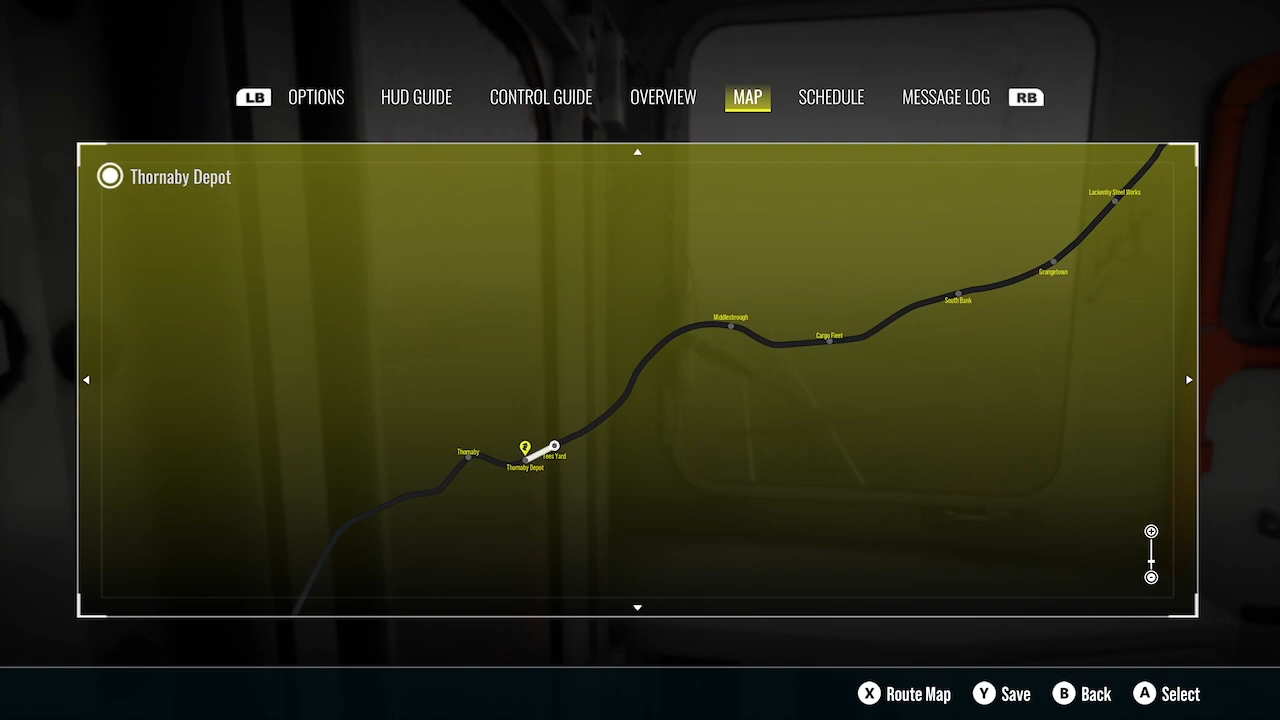 LB OPTIONS HUD GUIDE CONTROL GUIDE OVERVIEW MAP SCHEDULE MESSAGE LOG RB
Thornaby Depot
Lackenby Steel Works
Grangetown
South Bank
Middlesbrough
Cargo Fleet
Thornaby
Tees Yard
Thornaby Depot
X Route Map Y Save B Back A Select